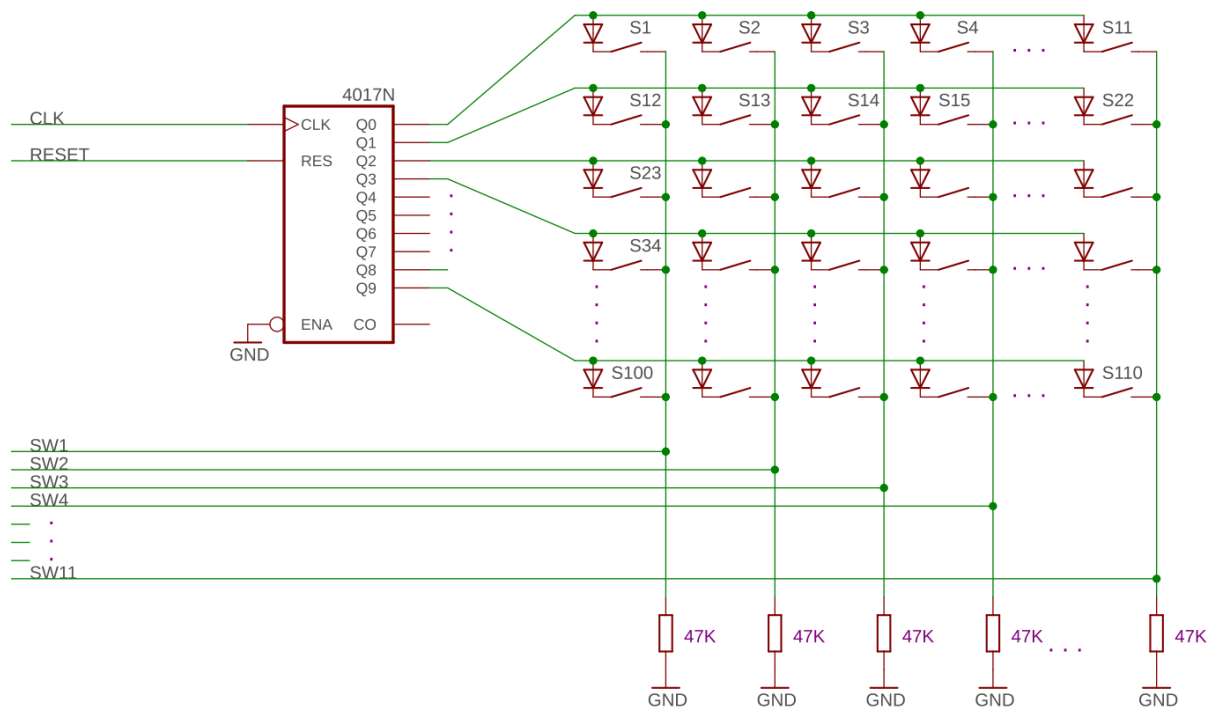 S1 S2 S3 S4 S11
. . .
4017N
S12 S13 S14 S15 S22
. . .
CLK
CLK Q0
Q1
RESET
RES Q2
S23
Q3
. . .
Q4
Q5
Q6
Q7
S34
. . .
Q8
Q9
ENA CO
GND
S100 S110
. . .
SW1
SW2
SW3
SW4
SW11
47K 47K 47K 47K . . . 47K
GND GND GND GND GND